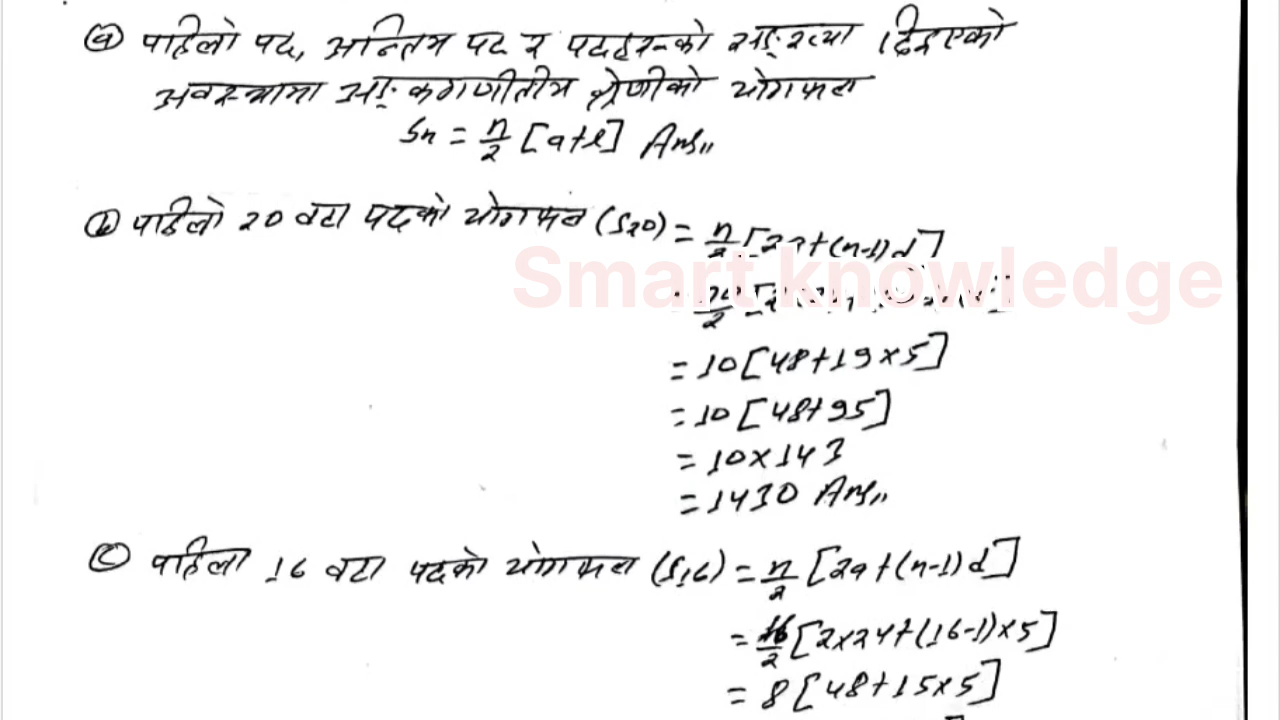 (a) पहिलो पद, अन्तिम पद र पदहरूको सङ्ख्या दिइएको
अवस्थामा अङ्कगणीतीय श्रेणीको योगफल
Sn = n/2 [a+l] Ans,,
(b) पहिलो 20 वटा पदको योगफल (S20) = n/2 [2a+(n-1)d]
Smart knowledge
= 10[48+19×5]
= 10[48+95]
= 10×143
= 1430 Ans,,
(c) पहिला 16 वटा पदको योगफल (S16) = n/2 [2a+(n-1)d]
= 16/2 [2×24+(16-1)×5]
= 8[48+15×5]